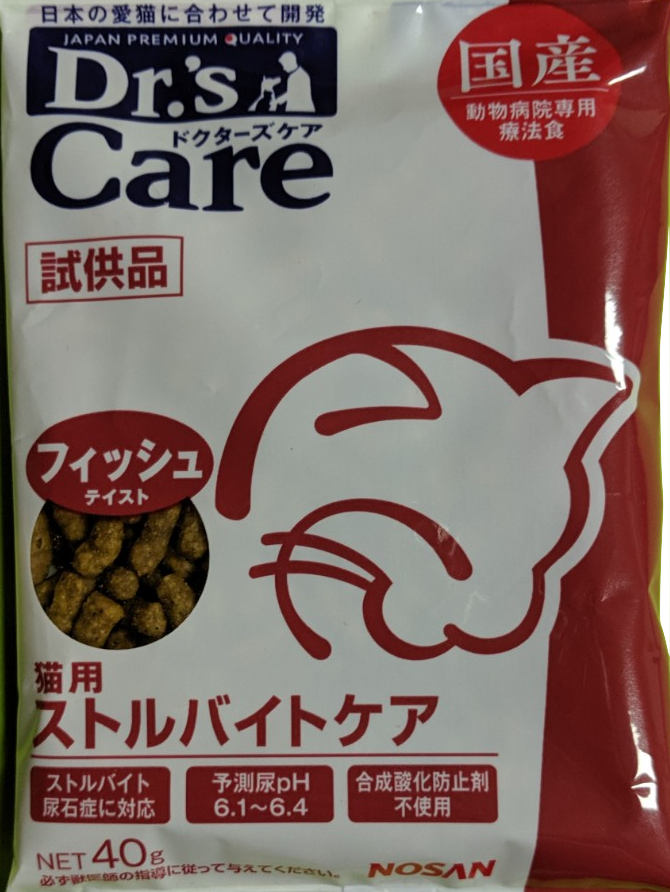 日本の愛猫に合わせて開発
JAPAN PREMIUM QUALITY
Dr.'s
ドクターズケア
Care
国産
動物病院専用
療法食
試供品
フィッシュ
テイスト
猫用
ストルバイトケア
ストルバイト
尿石症に対応
予測尿pH
6.1〜6.4
合成酸化防止剤
不使用
NET 40g
必ず獣医師の指導に従って与えてください。
NOSAN